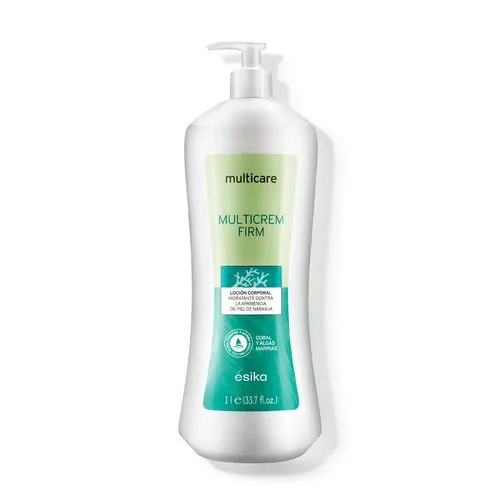 multicare
MULTICREM
FIRM
LOCIÓN CORPORAL
HIDRATANTE CONTRA
LA APARIENCIA
DE PIEL DE NARANJA
CORAL
Y ALGAS
MARINAS
ésika
1 l e (33.7 fl.oz.)